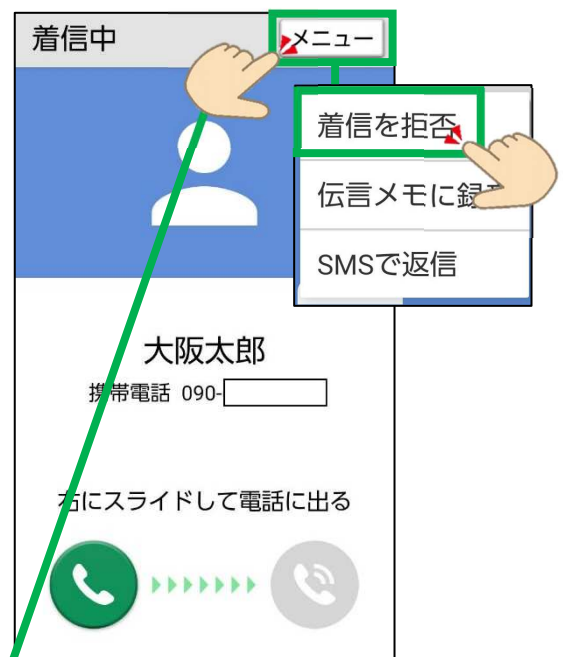 着信中
メニュー
着信を拒否
伝言メモに録
SMSで返信
大阪太郎
携帯電話 090-
右にスライドして電話に出る